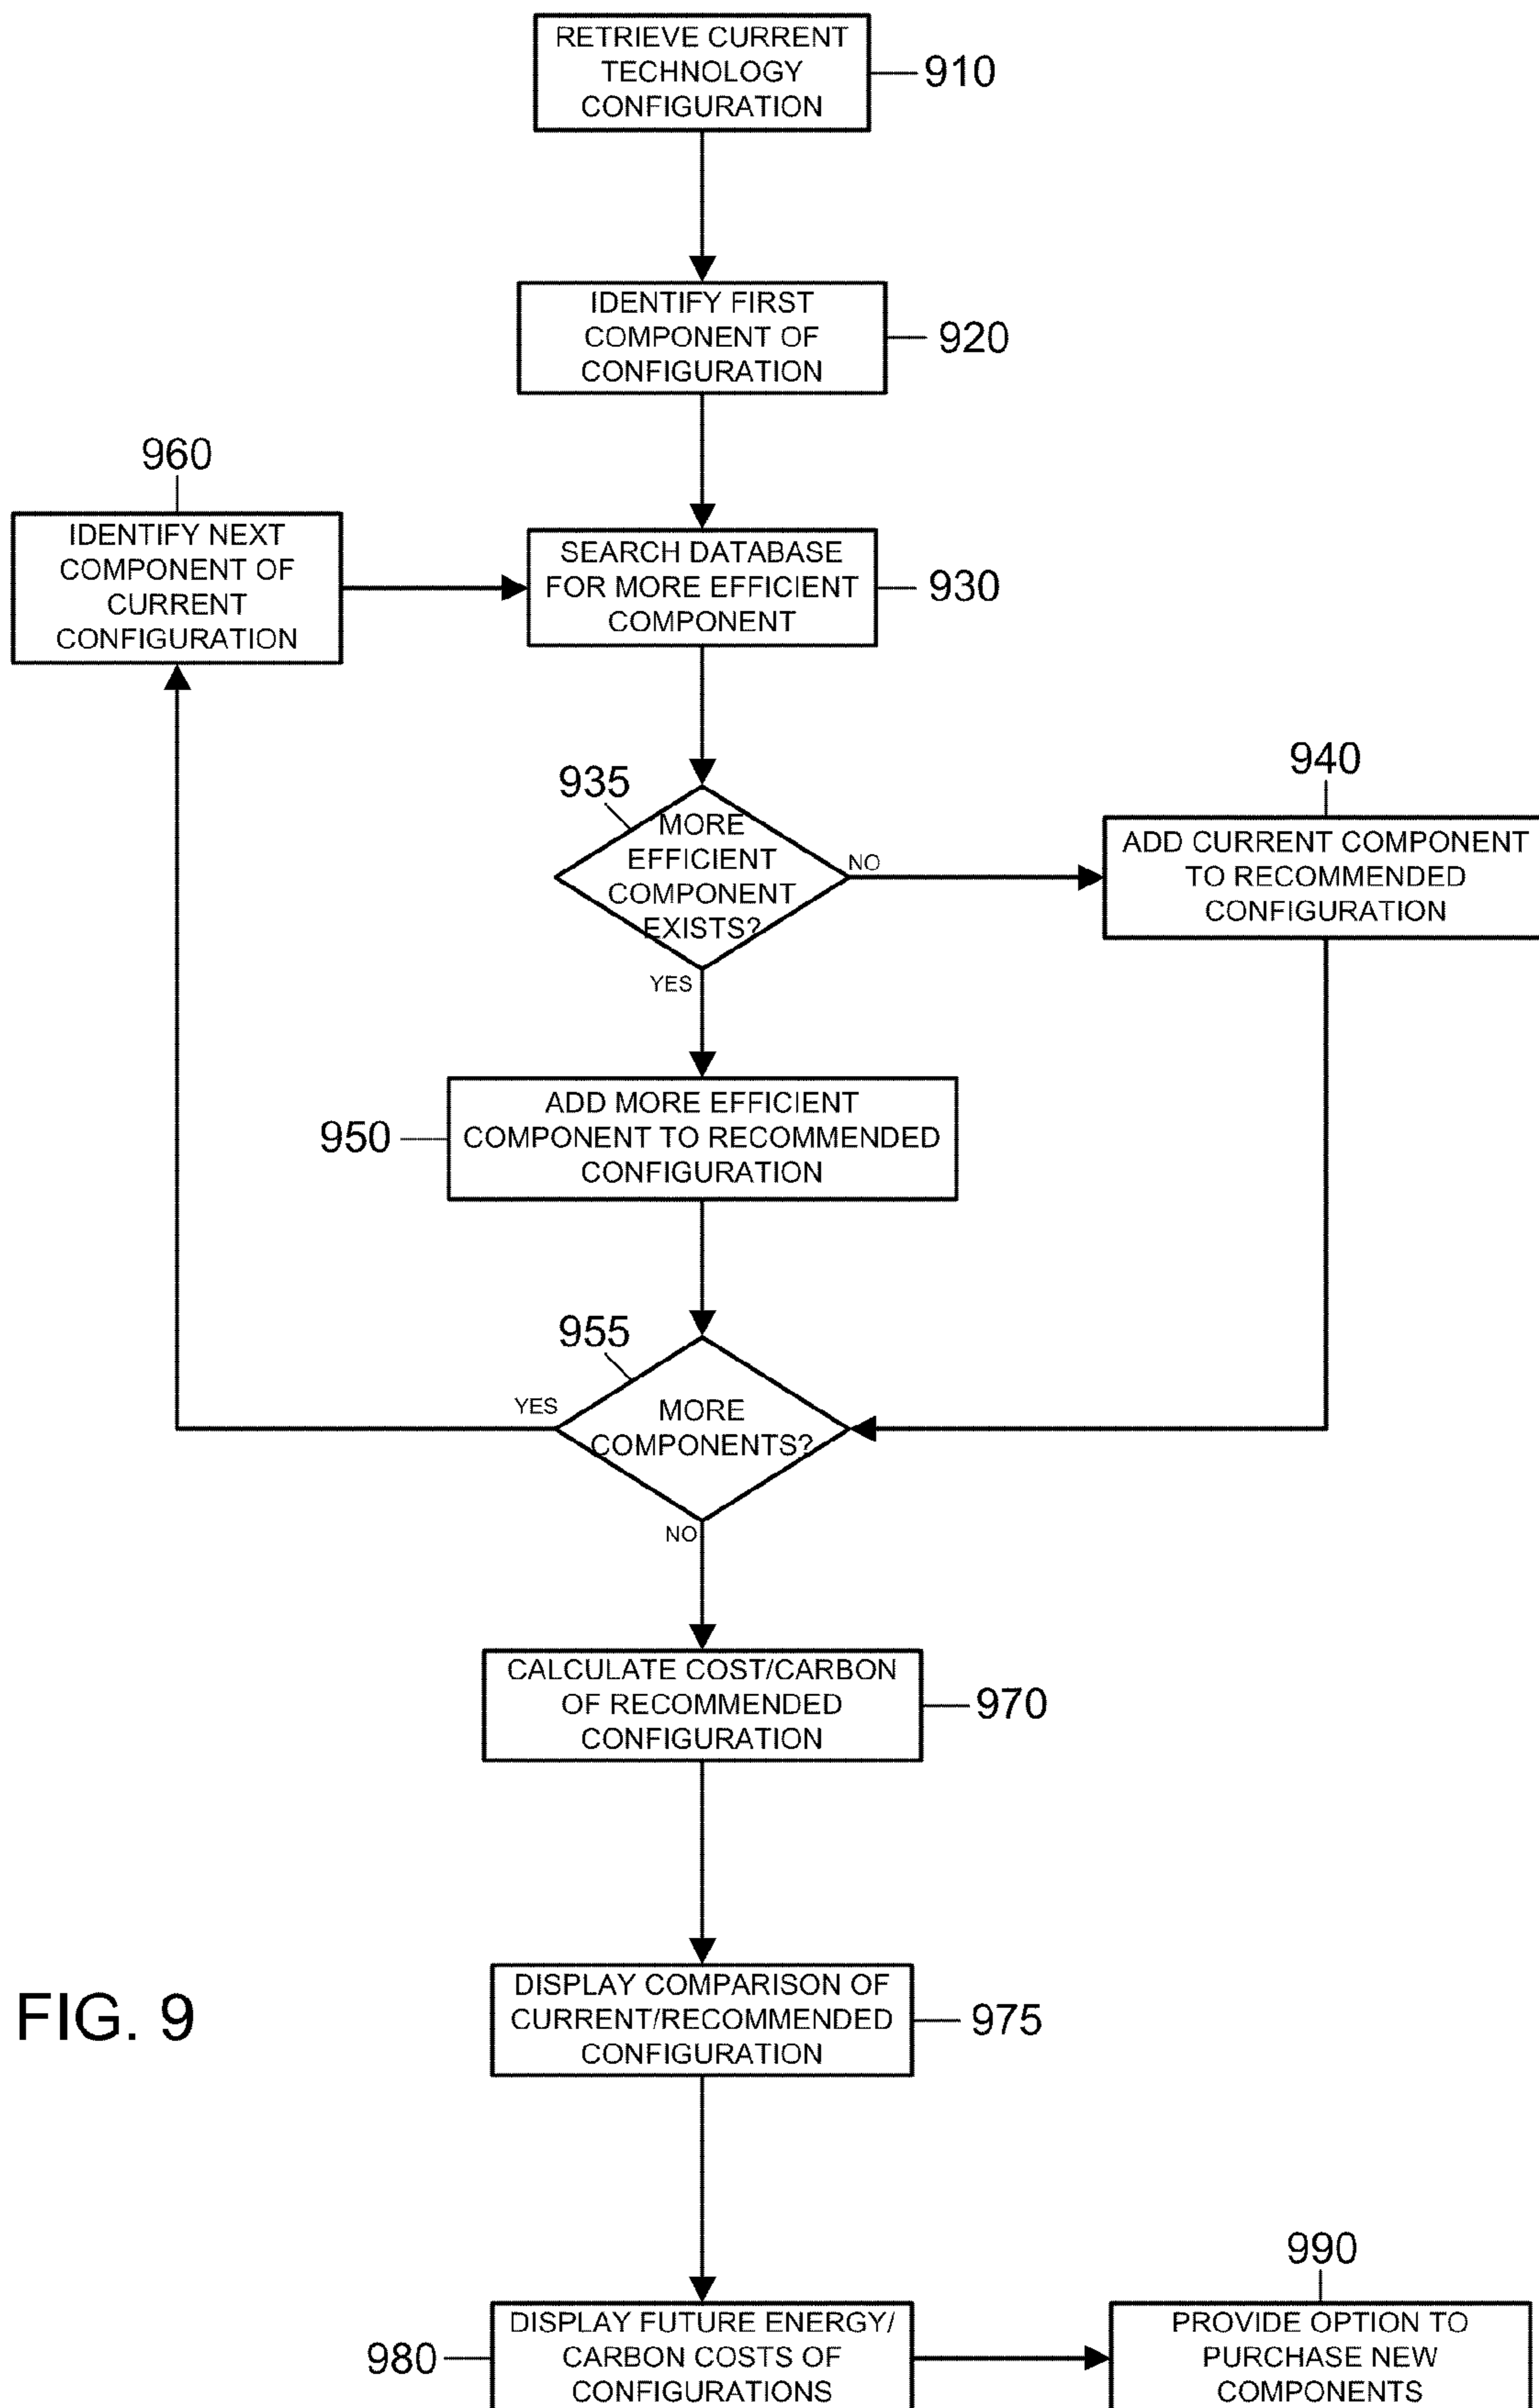 RETRIEVE CURRENT
TECHNOLOGY
CONFIGURATION
910
IDENTIFY FIRST
COMPONENT OF
CONFIGURATION
920
960
IDENTIFY NEXT
COMPONENT OF
CURRENT
CONFIGURATION
SEARCH DATABASE
FOR MORE EFFICIENT
COMPONENT
930
935
MORE
EFFICIENT
COMPONENT
EXISTS?
NO
YES
940
ADD CURRENT COMPONENT
TO RECOMMENDED
CONFIGURATION
950
ADD MORE EFFICIENT
COMPONENT TO RECOMMENDED
CONFIGURATION
955
YES
MORE
COMPONENTS?
NO
CALCULATE COST/CARBON
OF RECOMMENDED
CONFIGURATION
970
DISPLAY COMPARISON OF
CURRENT/RECOMMENDED
CONFIGURATION
975
FIG. 9
980
DISPLAY FUTURE ENERGY/
CARBON COSTS OF
CONFIGURATIONS
990
PROVIDE OPTION TO
PURCHASE NEW
COMPONENTS